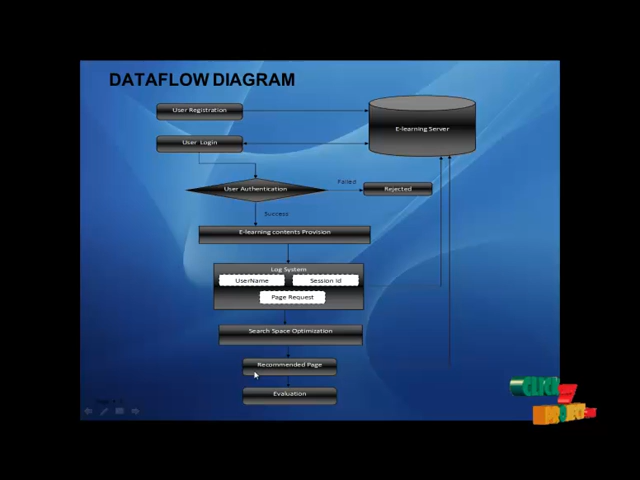 DATAFLOW DIAGRAM
User Registration
E-learning Server
User Login
User Authentication
Failed
Rejected
Success
E-learning contents Provision
Log System
UserName
Session Id
Page Request
Search Space Optimization
Recommended Page
Evaluation
CLICK